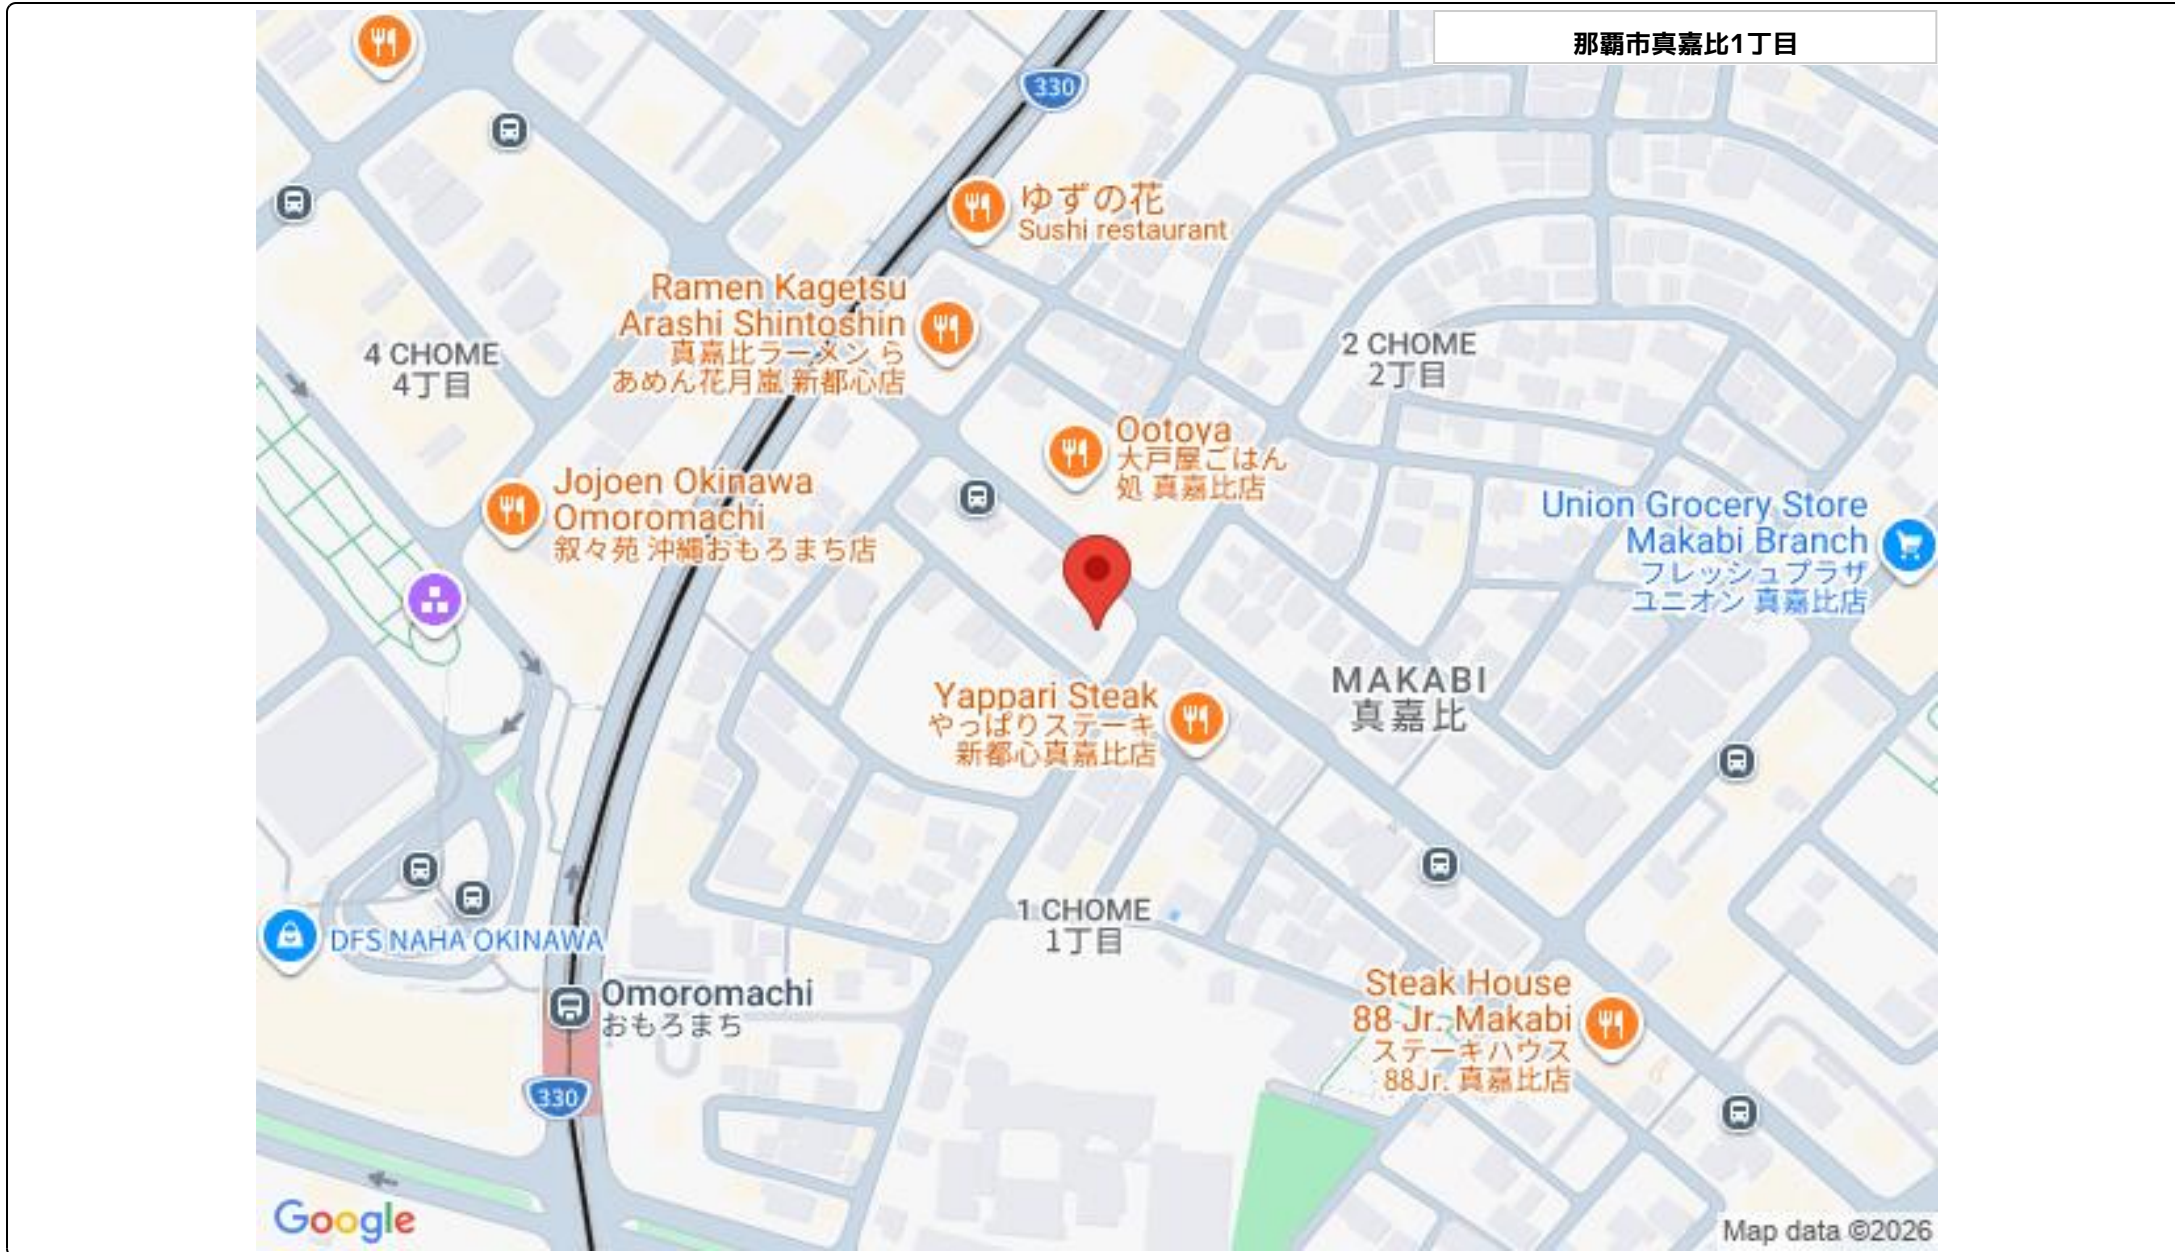 那覇市真嘉比1丁目
330
ゆずの花
Sushi restaurant
Ramen Kagetsu
Arashi Shintoshin
真嘉比ラーメン ら
あめん花月嵐 新都心店
4 CHOME
4丁目
2 CHOME
2丁目
Ootoya
大戸屋ごはん
処 真嘉比店
Jojoen Okinawa
Omoromachi
叙々苑 沖縄おもろまち店
Union Grocery Store
Makabi Branch
フレッシュプラザ
ユニオン 真嘉比店
MAKABI
真嘉比
Yappari Steak
やっぱりステーキ
新都心真嘉比店
1 CHOME
1丁目
DFS NAHA OKINAWA
Omoromachi
おもろまち
Steak House
88 Jr. Makabi
ステーキハウス
88Jr. 真嘉比店
330
Google
Map data ©2026